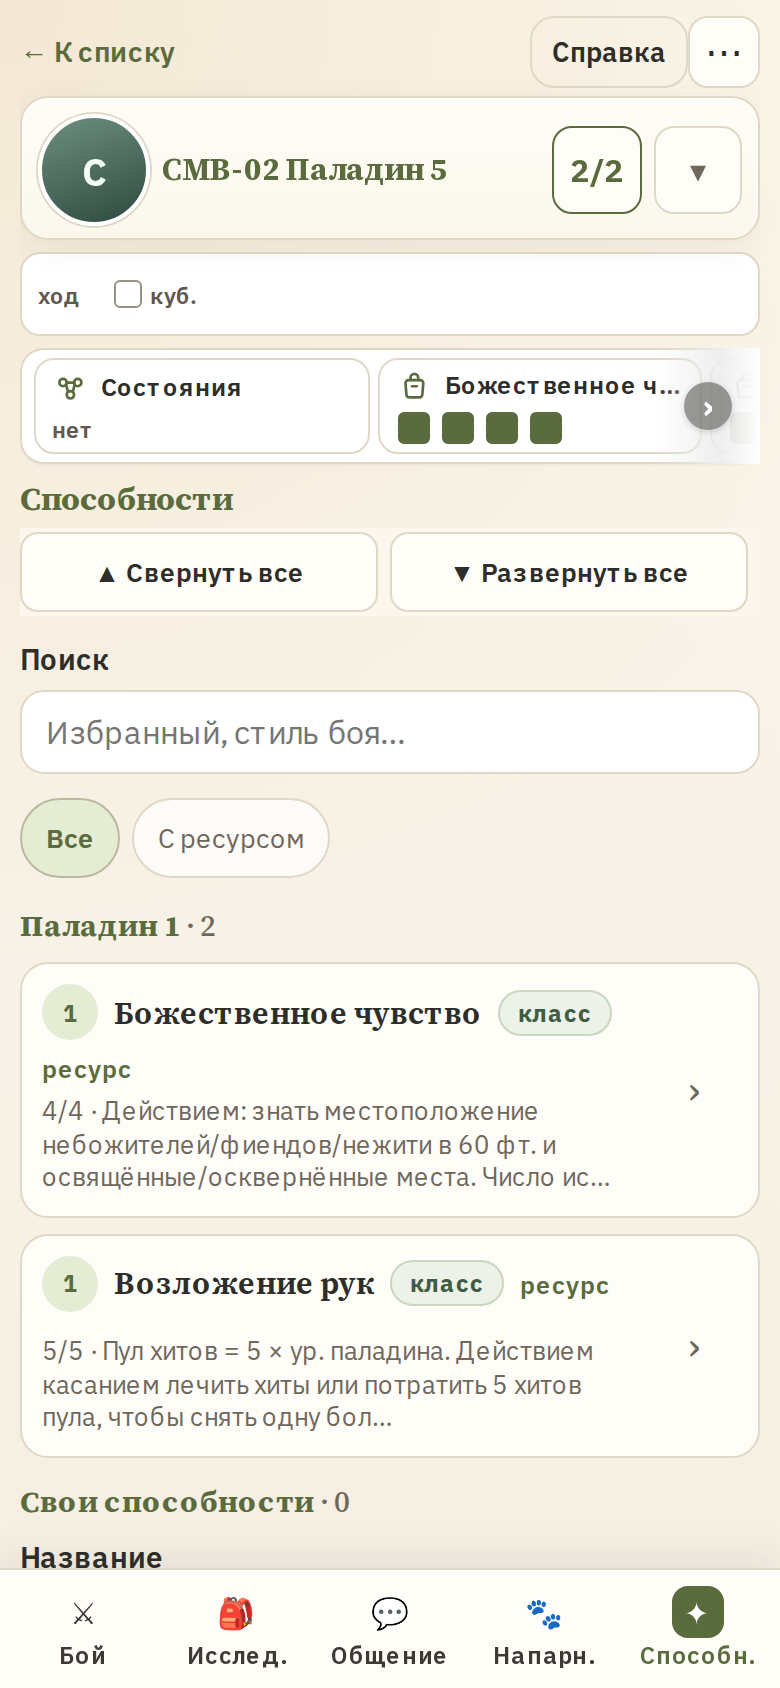 ← К списку
Справка
···
С
СМВ-02 Паладин 5
2/2
▼
ход
куб.
Состояния
нет
Божественное ч...
›
Способности
▲ Свернуть все
▼ Развернуть все
Поиск
Избранный, стиль боя...
Все
С ресурсом
Паладин 1 · 2
1 Божественное чувство класс
ресурс
4/4 · Действием: знать местоположение
небожителей/фиендов/нежити в 60 фт. и
освящённые/осквернённые места. Число ис...
›
1 Возложение рук класс ресурс
5/5 · Пул хитов = 5 × ур. паладина. Действием
касанием лечить хиты или потратить 5 хитов
пула, чтобы снять одну бол...
›
Свои способности · 0
Название
Бой
Исслед.
Общение
Напарн.
Способн.